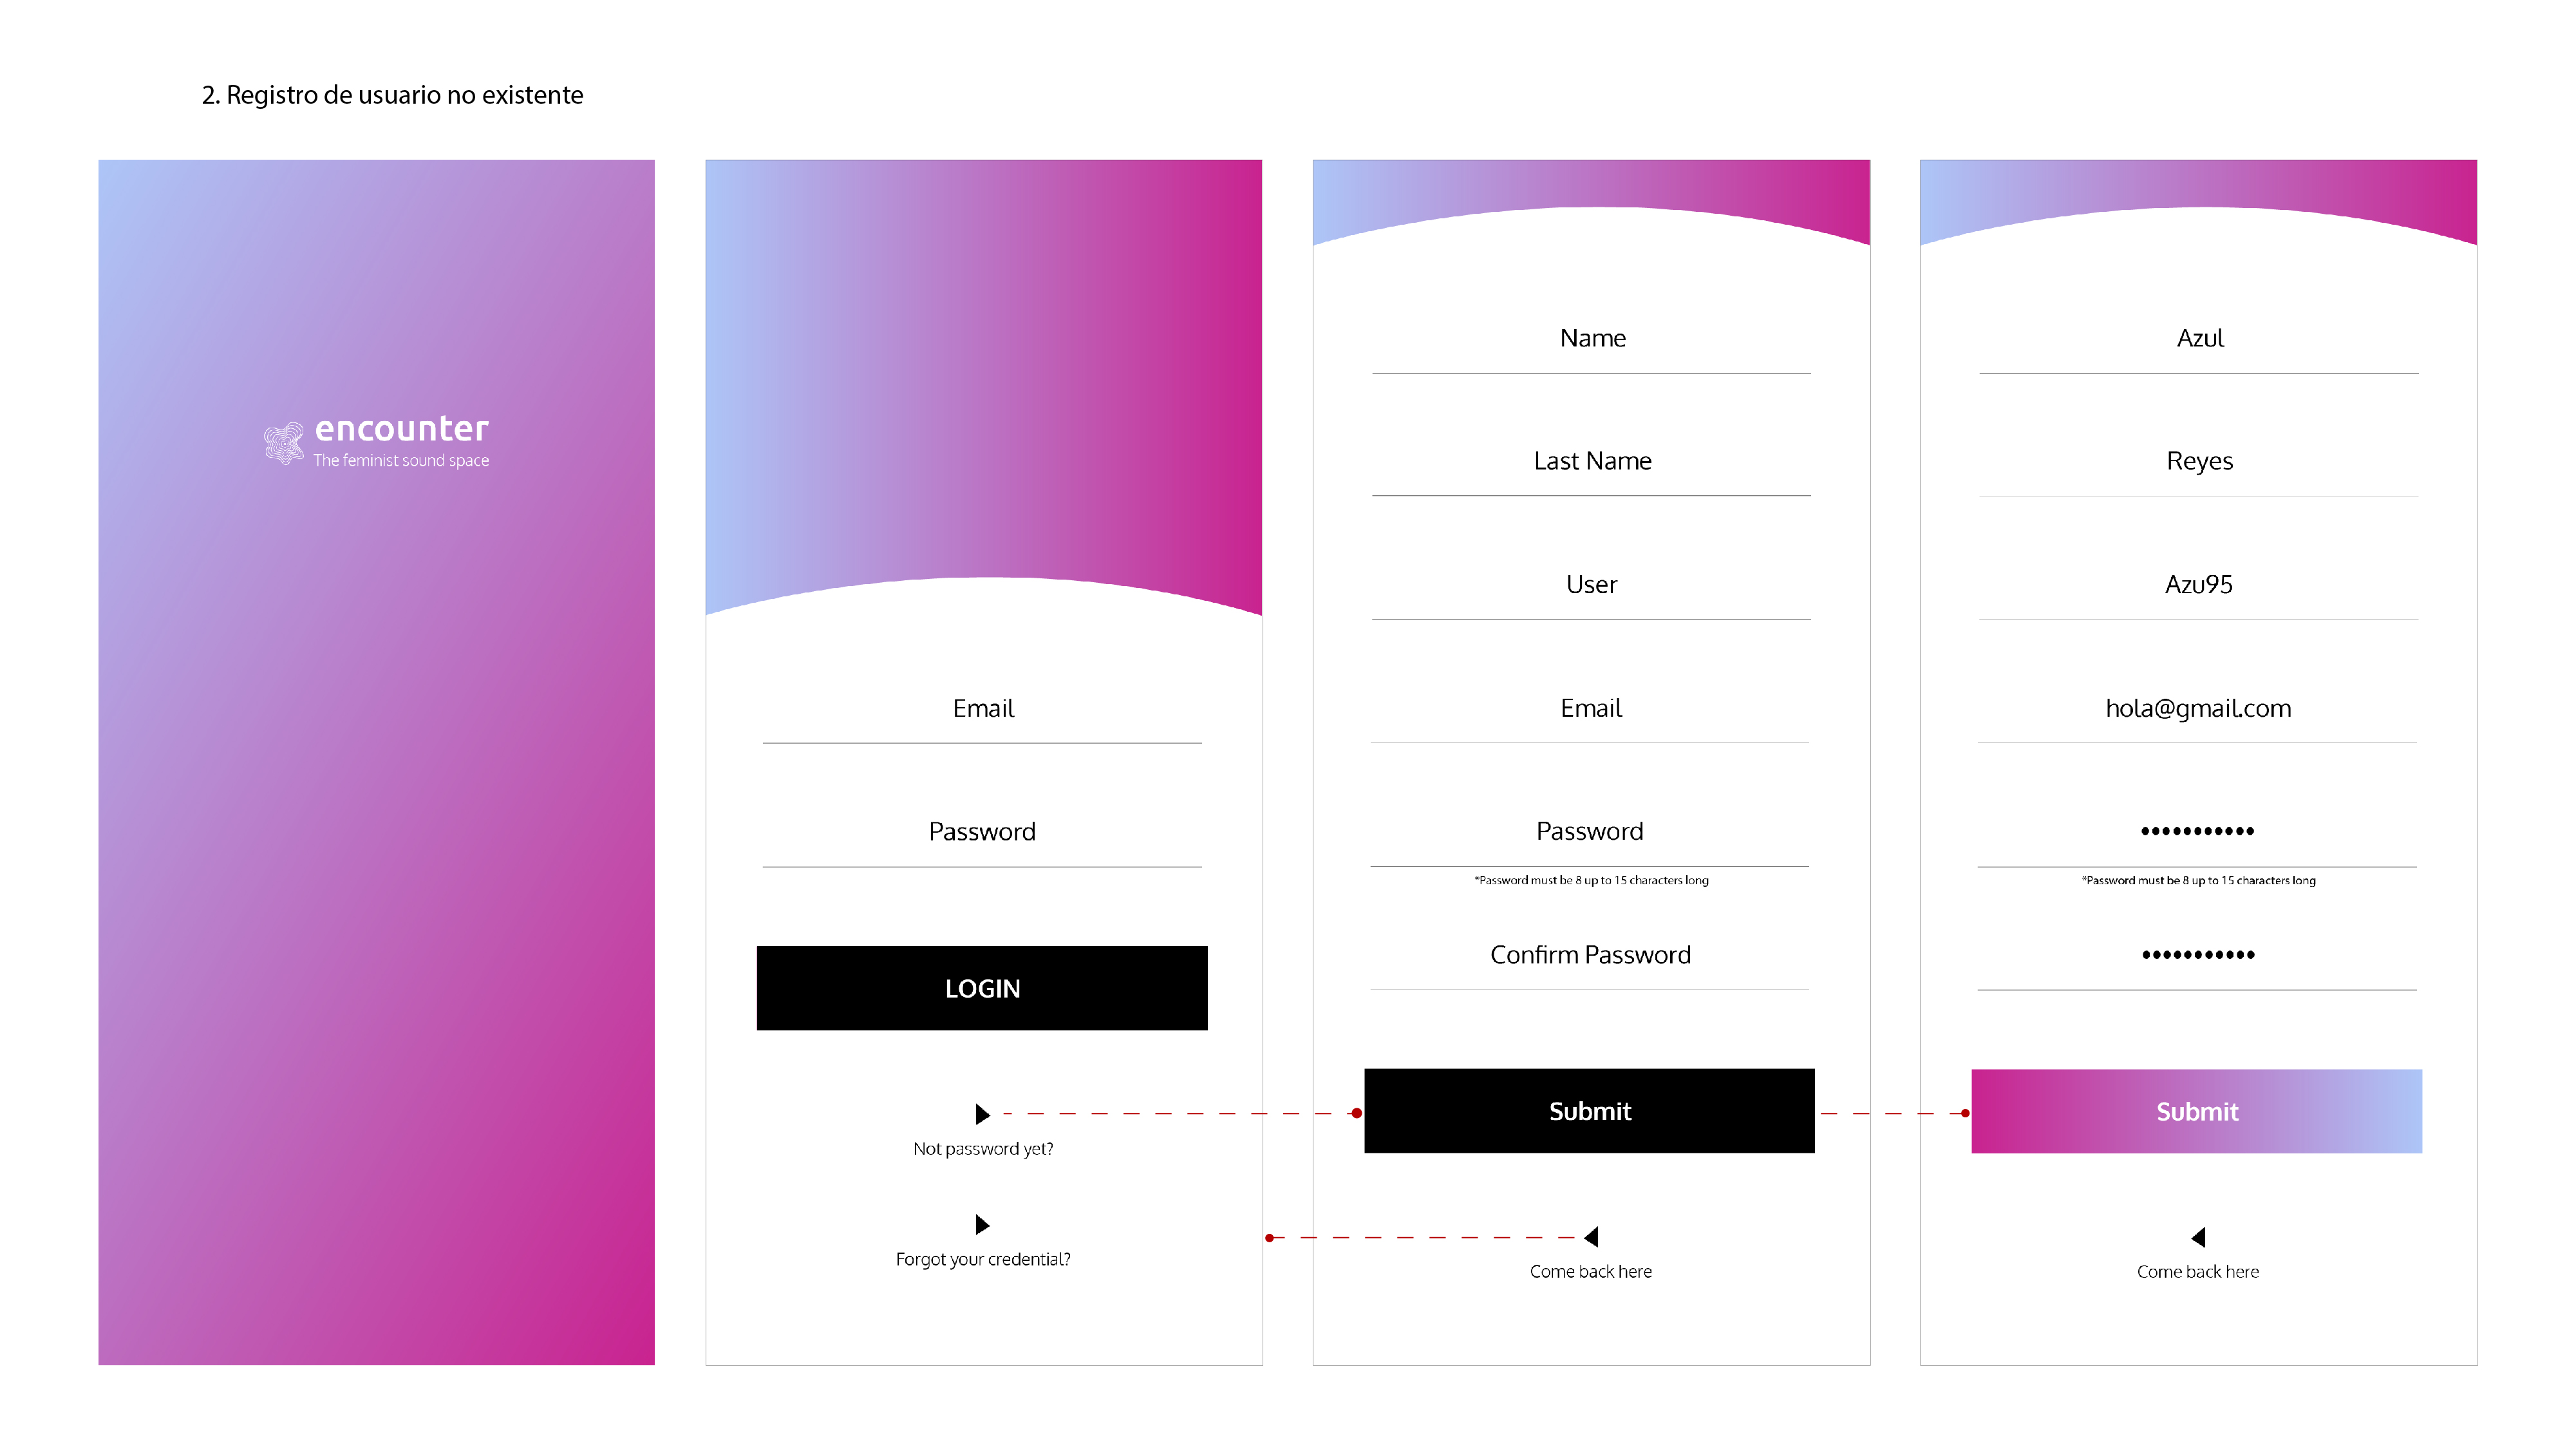 2. Registro de usuario no existente
encounter
The feminist sound space
Email
Password
LOGIN
Not password yet?
Forgot your credential?
Name
Last Name
User
Email
Password
*Password must be 8 up to 15 characters long
Confirm Password
Submit
Come back here
Azul
Reyes
Azu95
hola@gmail.com
•••••••••••
*Password must be 8 up to 15 characters long
•••••••••••
Submit
Come back here